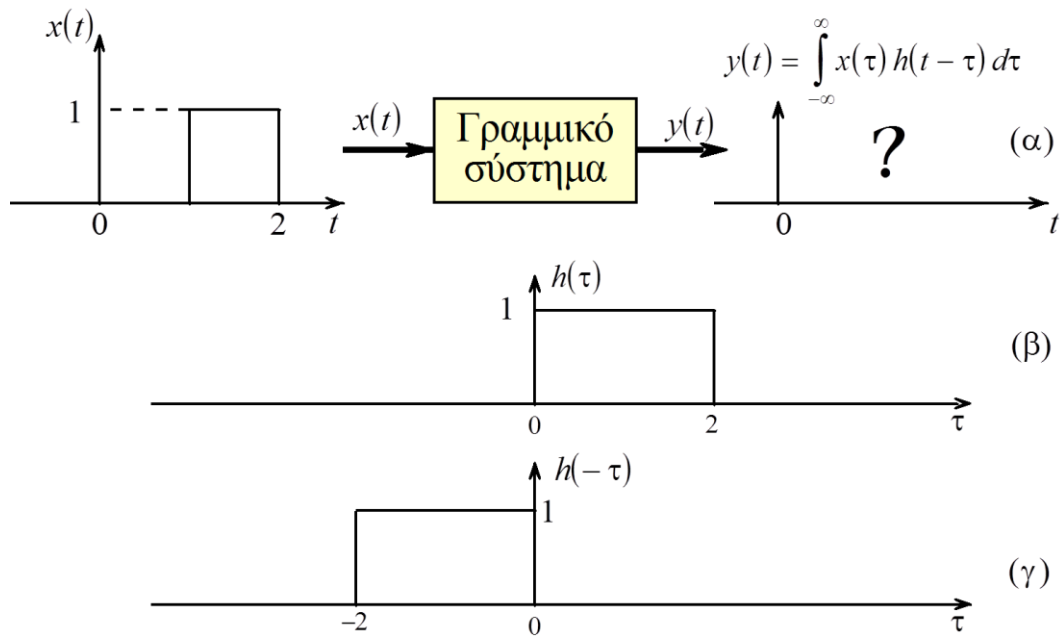 x(t)
1
0
2
t
x(t)
Γραμμικό
σύστημα
y(t)
y(t) = ∫_{-∞}^{∞} x(τ) h(t − τ) dτ
?
0
t
(α)
h(τ)
1
0
2
τ
(β)
h(− τ)
1
−2
0
τ
(γ)